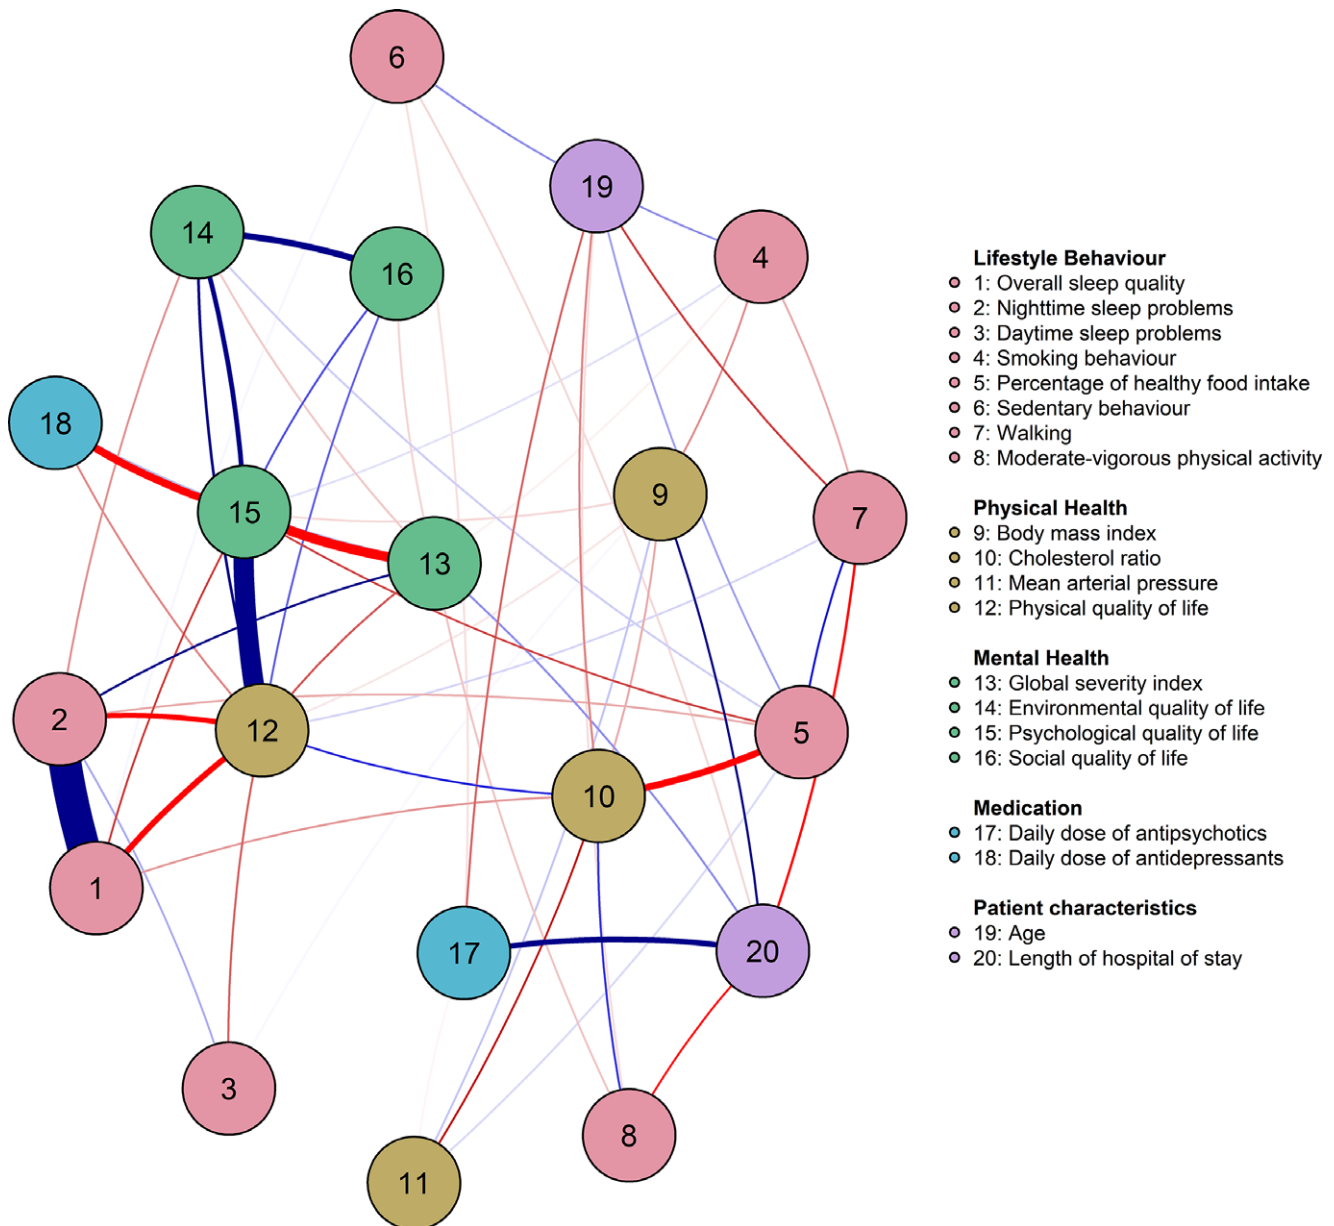 6
19
14
4
16
18
9
15
7
13
2
12
5
10
1
17
20
3
8
11
Lifestyle Behaviour
1: Overall sleep quality
2: Nighttime sleep problems
3: Daytime sleep problems
4: Smoking behaviour
5: Percentage of healthy food intake
6: Sedentary behaviour
7: Walking
8: Moderate-vigorous physical activity
Physical Health
9: Body mass index
10: Cholesterol ratio
11: Mean arterial pressure
12: Physical quality of life
Mental Health
13: Global severity index
14: Environmental quality of life
15: Psychological quality of life
16: Social quality of life
Medication
17: Daily dose of antipsychotics
18: Daily dose of antidepressants
Patient characteristics
19: Age
20: Length of hospital of stay